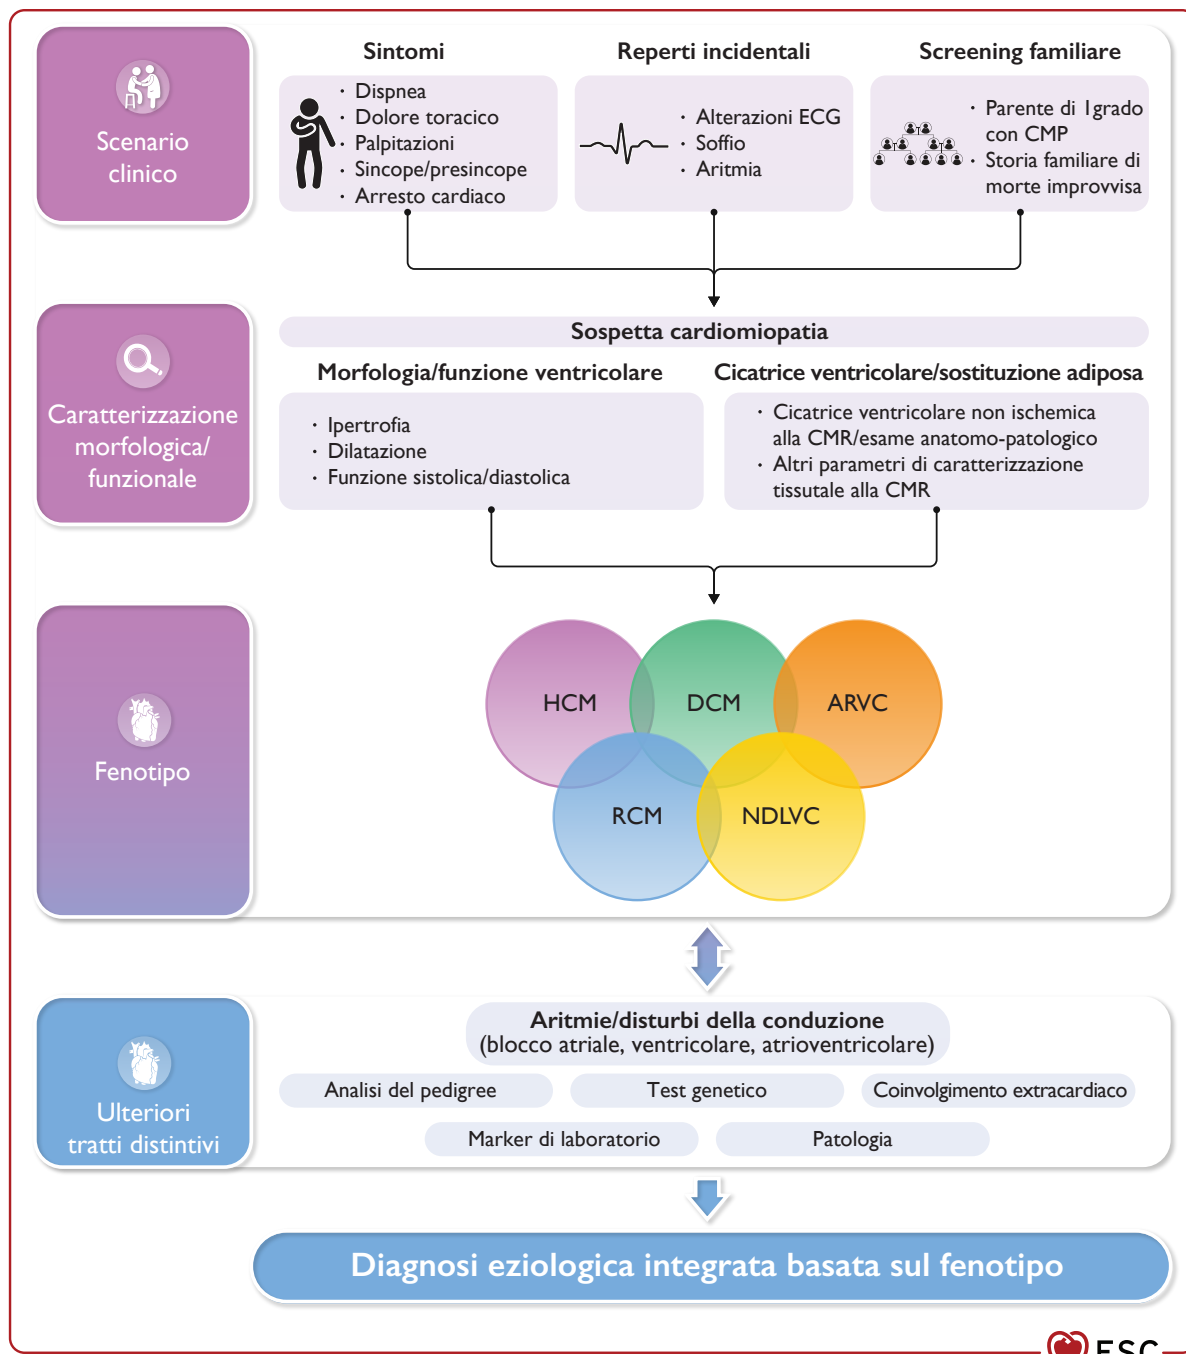 Scenario
clinico
Sintomi
· Dispnea
· Dolore toracico
· Palpitazioni
· Sincope/presincope
· Arresto cardiaco
Reperti incidentali
· Alterazioni ECG
· Soffio
· Aritmia
Screening familiare
· Parente di Igrado
con CMP
· Storia familiare di
morte improvvisa
Caratterizzazione
morfologica/
funzionale
Sospetta cardiomiopatia
Morfologia/funzione ventricolare
· Ipertrofia
· Dilatazione
· Funzione sistolica/diastolica
Cicatrice ventricolare/sostituzione adiposa
· Cicatrice ventricolare non ischemica
alla CMR/esame anatomo-patologico
· Altri parametri di caratterizzazione
tissutale alla CMR
Fenotipo
HCM
DCM
ARVC
RCM
NDLVC
Ulteriori
tratti distintivi
Aritmie/disturbi della conduzione
(blocco atriale, ventricolare, atrioventricolare)
Analisi del pedigree
Test genetico
Coinvolgimento extracardiaco
Marker di laboratorio
Patologia
Diagnosi eziologica integrata basata sul fenotipo
ESC